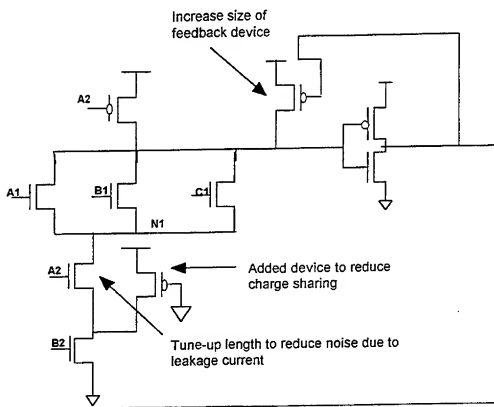 Increase size of
feedback device
A2
A1
B1
C1
N1
A2
Added device to reduce
charge sharing
Tune-up length to reduce noise due to
leakage current
B2